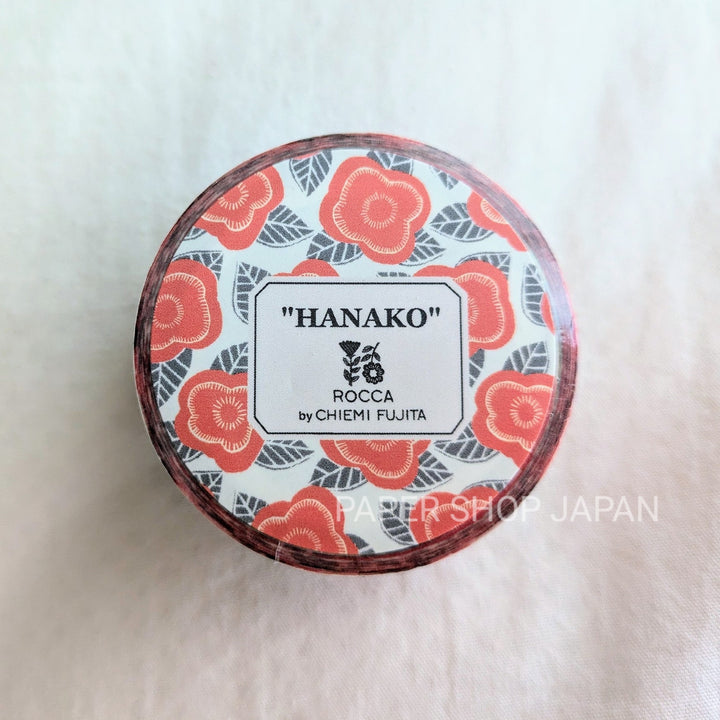 "HANAKO"
ROCCA
by CHIEMI FUJITA
PAPER SHOP JAPAN